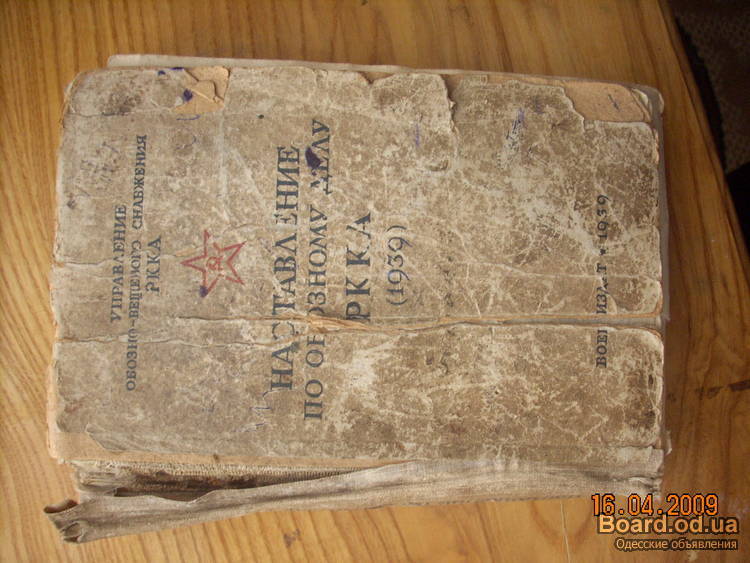 УПРАВЛЕНИЕ
ОБОЗНО-ВЕЩЕВОГО СНАБЖЕНИЯ
РККА
НАСТАВЛЕНИЕ
ПО ОБОЗНОМУ ДЕЛУ
РККА
(1939)
ВОЕНИЗДАТ • 1939
16.04.2009
Board.od.ua
Одесские объявления